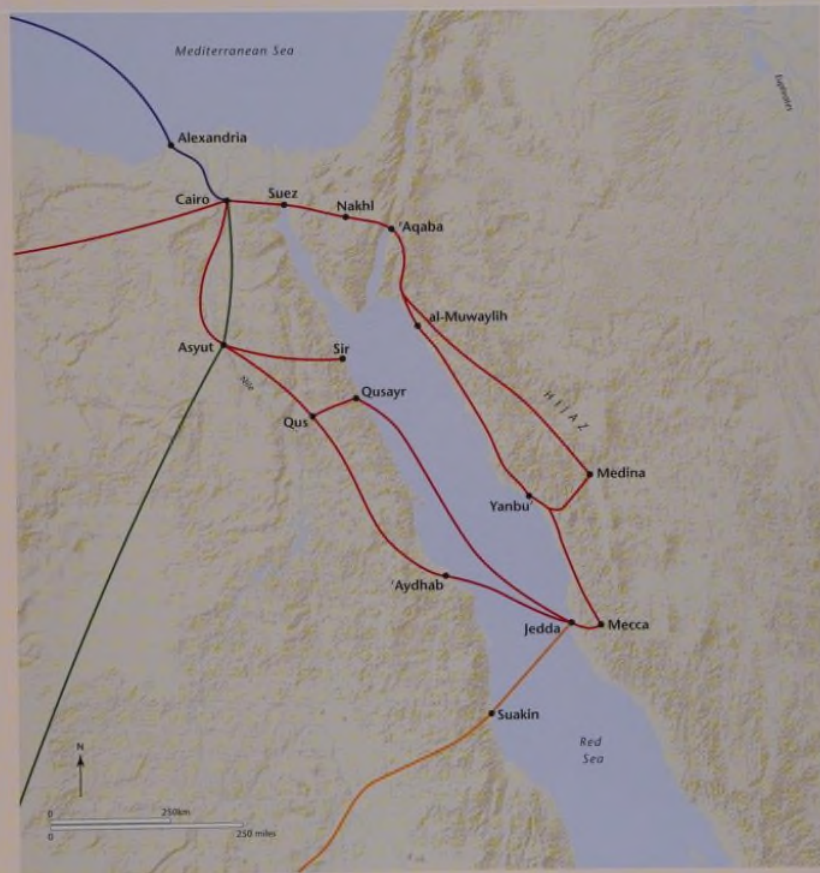 Mediterranean Sea
Euphrates
Alexandria
Cairo
Suez
Nakhl
'Aqaba
al-Muwaylih
Asyut
Sir
Nile
Qusayr
Qus
HIJAZ
Medina
Yanbu'
'Aydhab
Jedda
Mecca
Suakin
Red
Sea
N
0
250km
0
250 miles